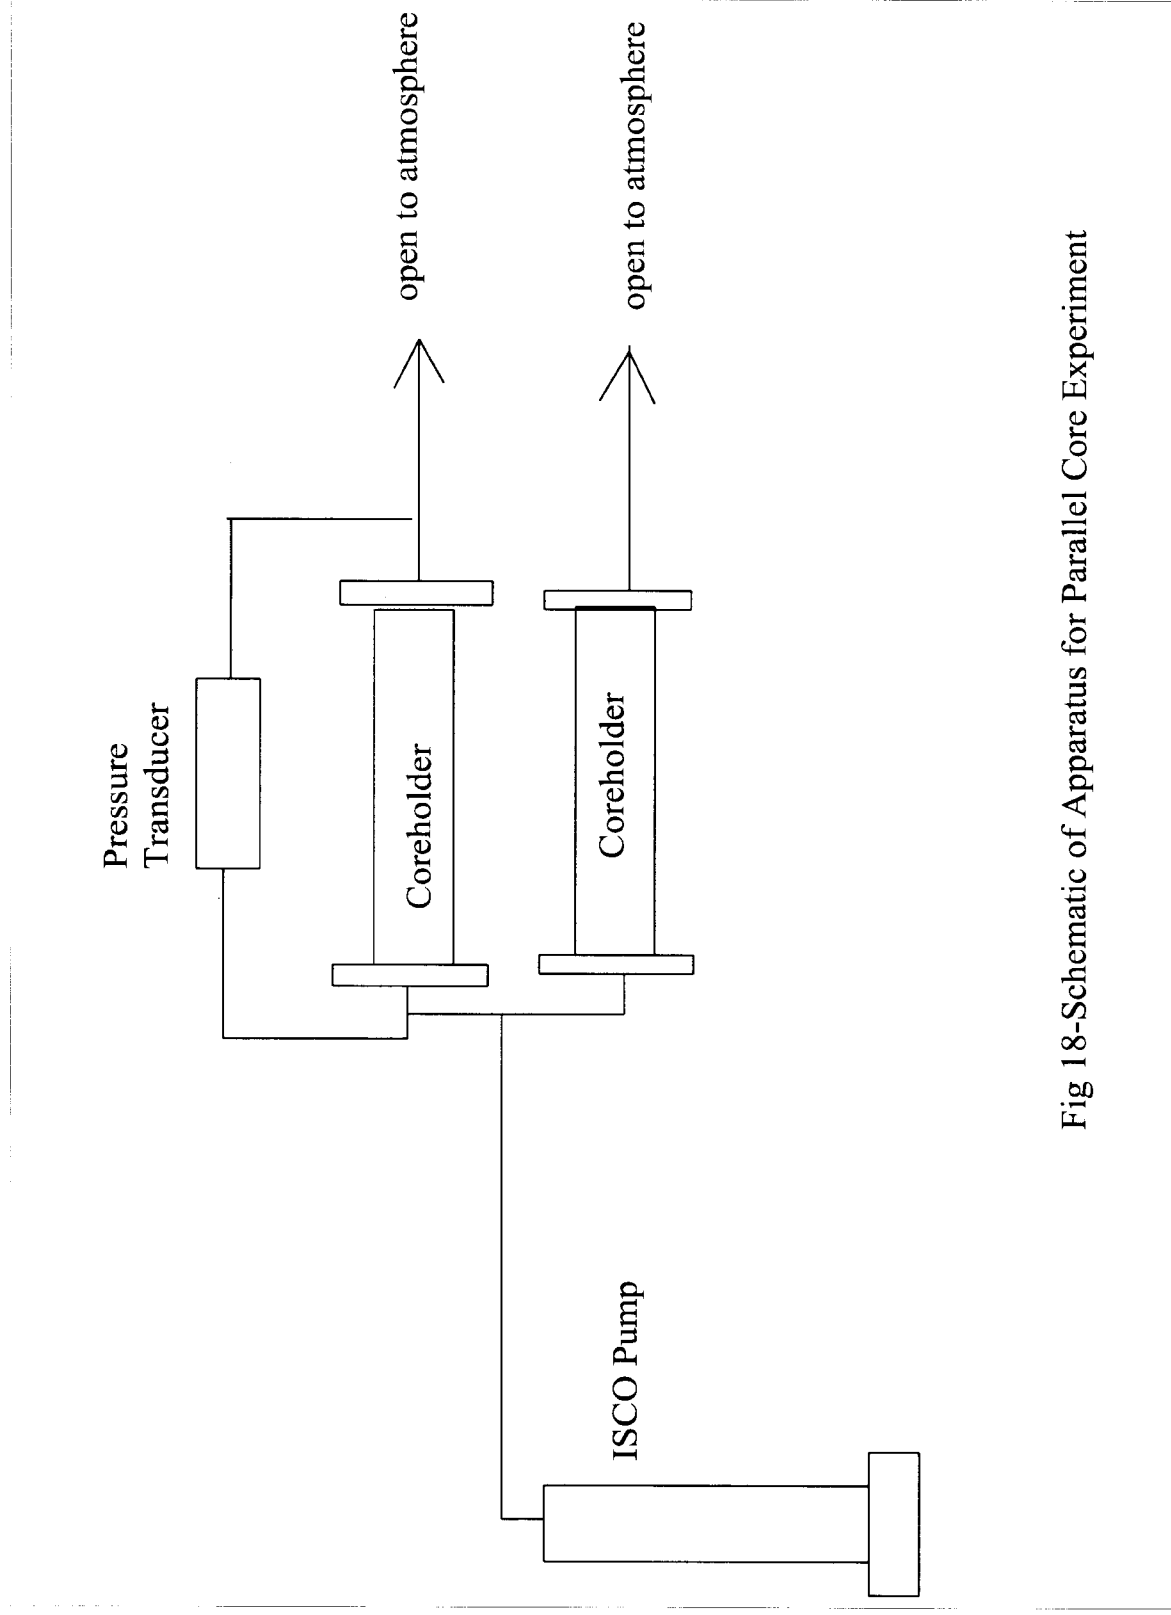 Pressure
Transducer
open to atmosphere
Coreholder
open to atmosphere
Coreholder
ISCO Pump
Fig 18-Schematic of Apparatus for Parallel Core Experiment